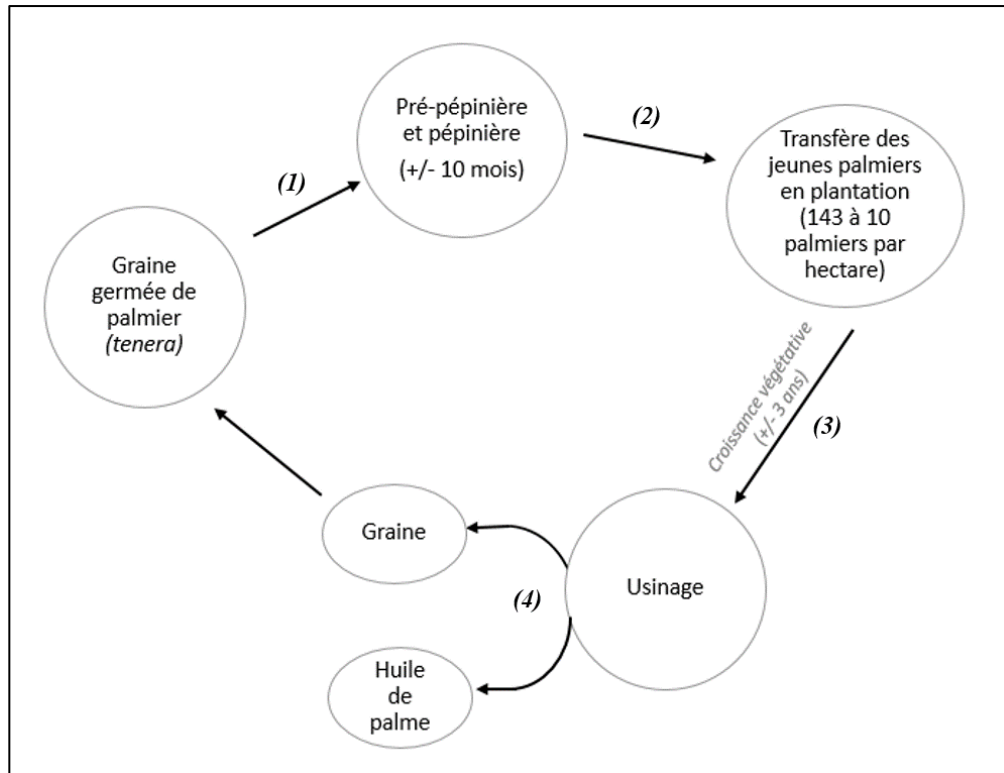 Pré-pépinière
et pépinière
(+/- 10 mois)
(2)
Transfère des
jeunes palmiers
en plantation
(143 à 10
palmiers par
hectare)
(1)
Graine
germée de
palmier
(tenera)
Croissance végétative
(+/- 3 ans)
(3)
Graine
Usinage
(4)
Huile
de
palme